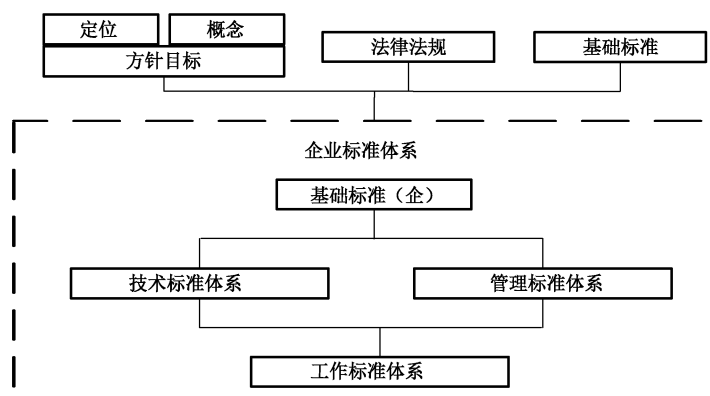 定位
概念
方针目标
法律法规
基础标准
企业标准体系
基础标准（企）
技术标准体系
管理标准体系
工作标准体系